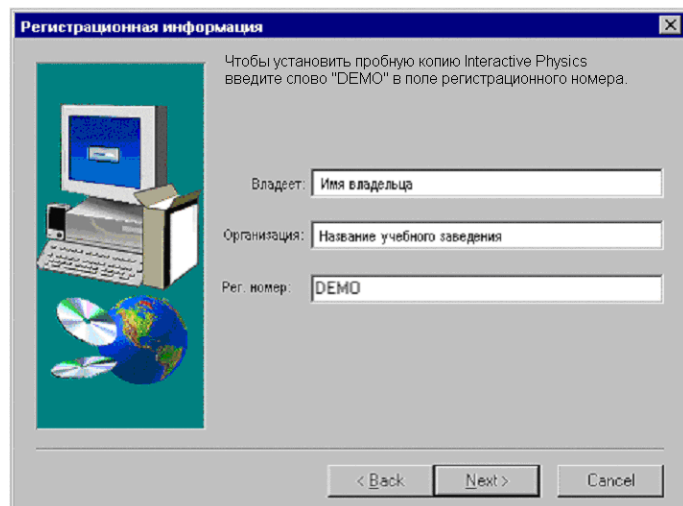 Регистрационная информация
Чтобы установить пробную копию Interactive Physics
введите слово "DEMO" в поле регистрационного номера.
Владеет: Имя владельца
Организация: Название учебного заведения
Рег. номер: DEMO
< Back Next > Cancel